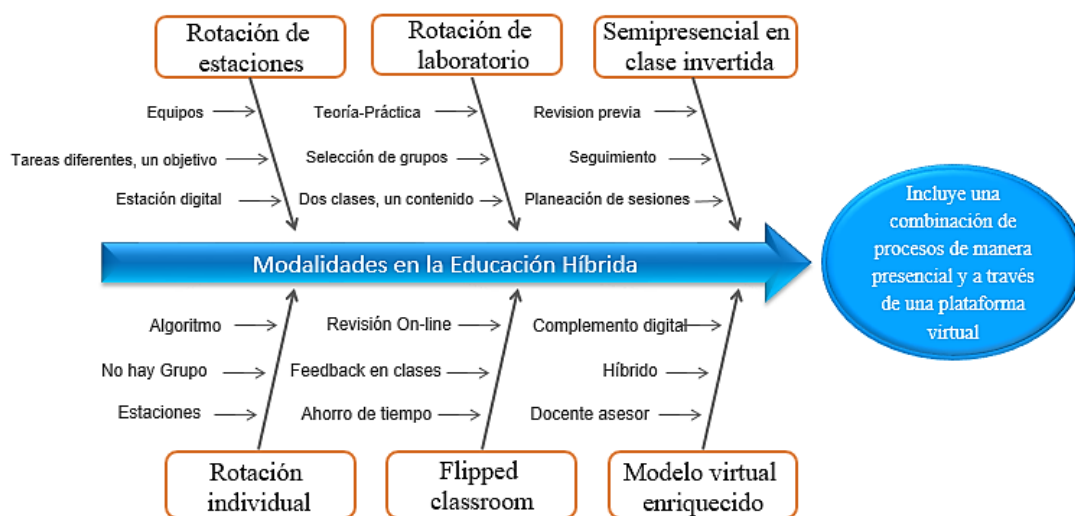 Rotación de
estaciones
Rotación de
laboratorio
Semipresencial en
clase invertida
Equipos
Tareas diferentes, un objetivo
Estación digital
Teoría-Práctica
Selección de grupos
Dos clases, un contenido
Revision previa
Seguimiento
Planeación de sesiones
Modalidades en la Educación Híbrida
Incluye una
combinación de
procesos de manera
presencial y a través
de una plataforma
virtual
Algoritmo
No hay Grupo
Estaciones
Revisión On-line
Feedback en clases
Ahorro de tiempo
Complemento digital
Híbrido
Docente asesor
Rotación
individual
Flipped
classroom
Modelo virtual
enriquecido